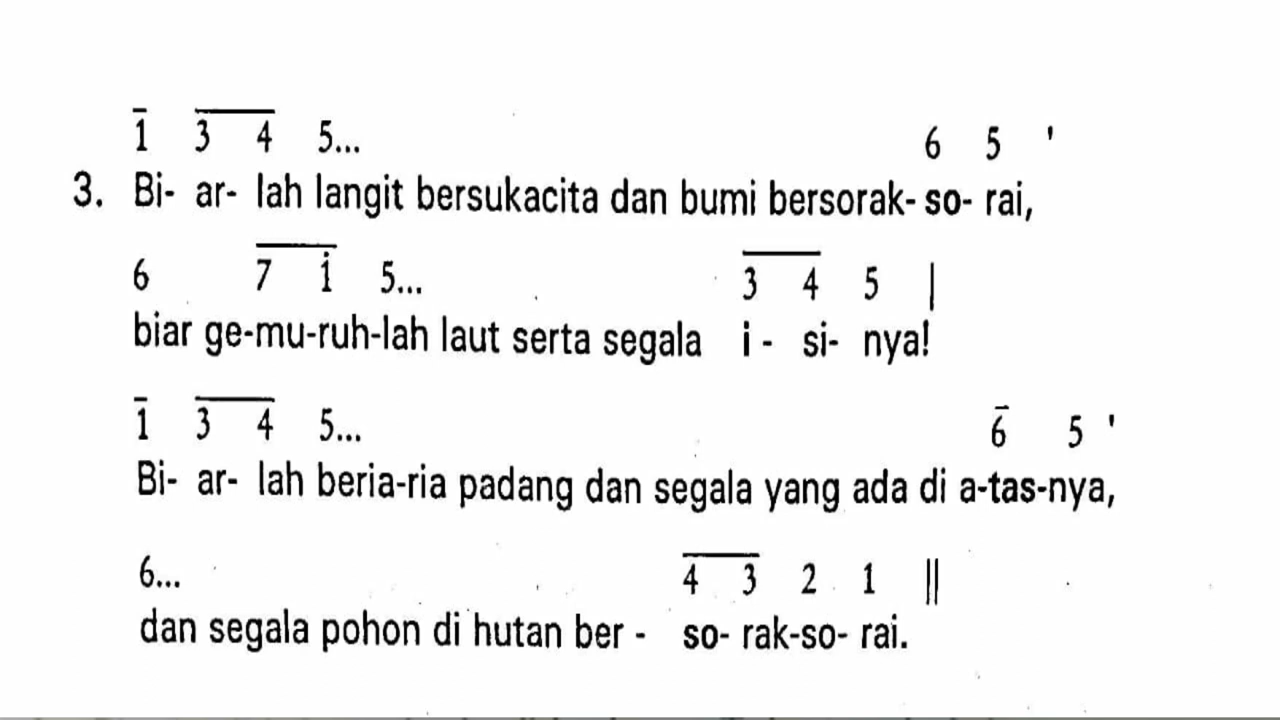 1̅ 3̅ ̅4̅ 5... 6 5 '
3. Bi- ar- lah langit bersukacita dan bumi bersorak- so- rai,
6 7̅ ̅i̅ 5... 3̅ ̅4̅ 5 |
biar ge-mu-ruh-lah laut serta segala i - si- nya!
1̅ 3̅ ̅4̅ 5... 6̅ 5 '
Bi- ar- lah beria-ria padang dan segala yang ada di a-tas-nya,
6... 4̅ ̅3̅ 2 1 ||
dan segala pohon di hutan ber - so- rak-so- rai.